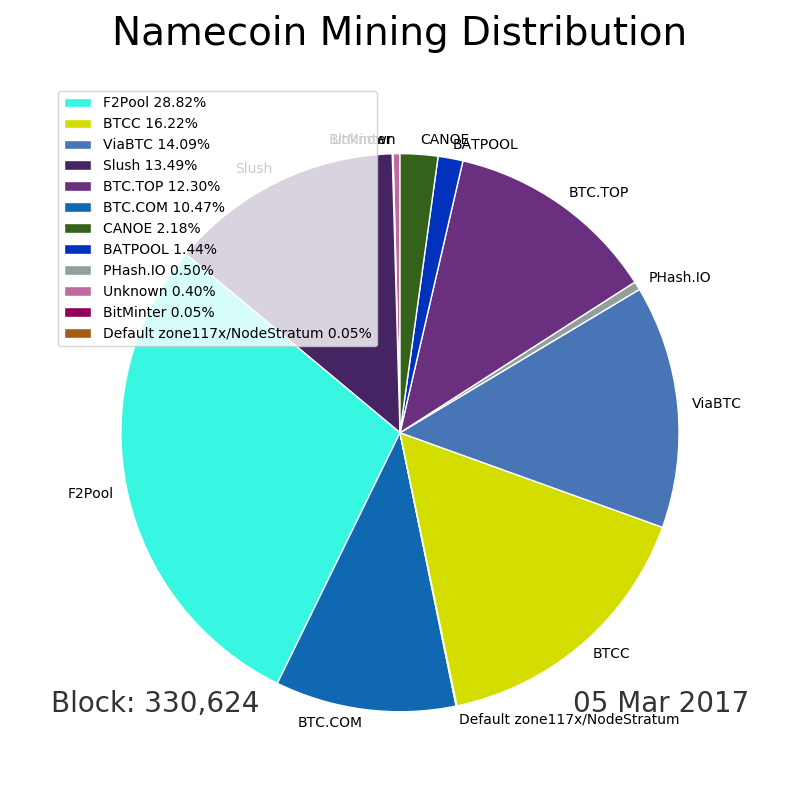 Namecoin Mining Distribution
F2Pool 28.82%
BTCC 16.22%
ViaBTC 14.09%
Slush 13.49%
BTC.TOP 12.30%
BTC.COM 10.47%
CANOE 2.18%
BATPOOL 1.44%
PHash.IO 0.50%
Unknown 0.40%
BitMinter 0.05%
Default zone117x/NodeStratum 0.05%
BitMinter
Unknown
CANOE
BATPOOL
Slush
BTC.TOP
PHash.IO
ViaBTC
F2Pool
BTCC
Block: 330,624
05 Mar 2017
BTC.COM
Default zone117x/NodeStratum